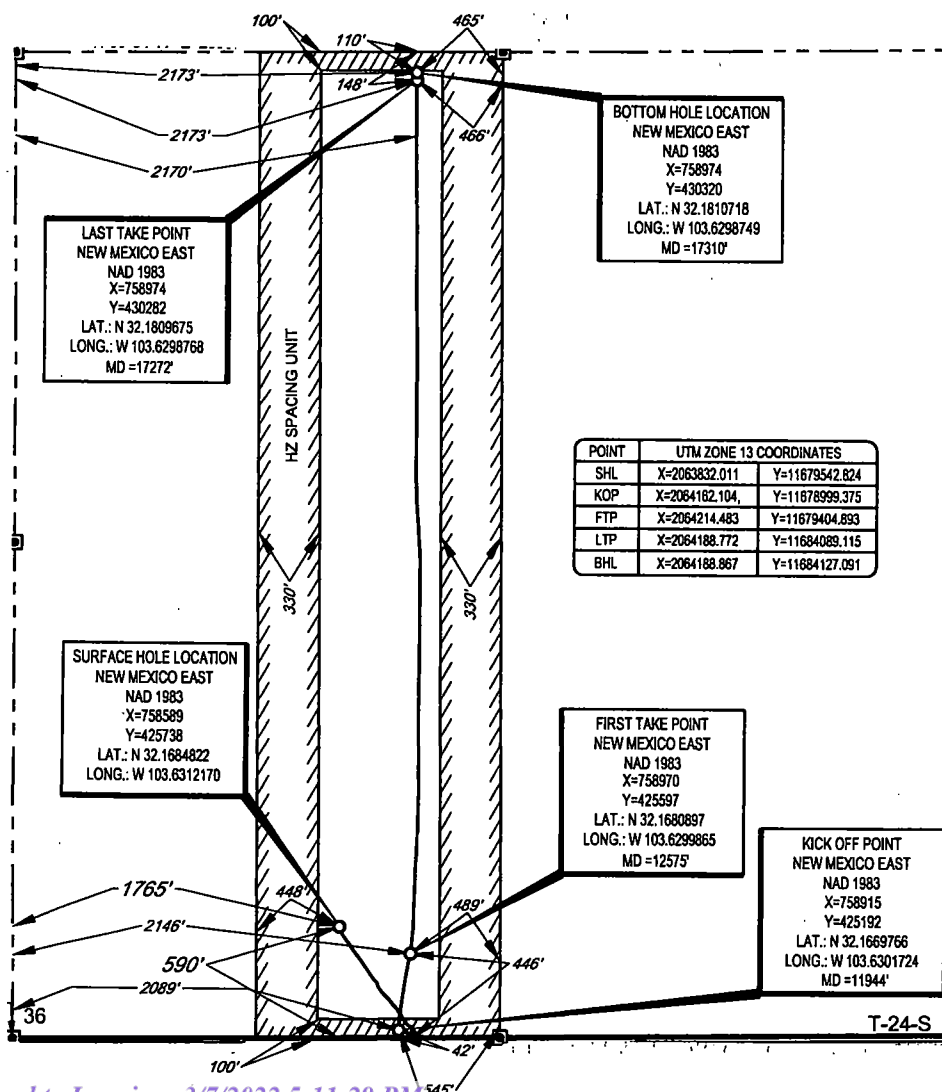 100'
465'
110'
2173'
148'
2173'
466'
2170'
BOTTOM HOLE LOCATION
NEW MEXICO EAST
NAD 1983
X=758974
Y=430320
LAT.: N 32.1810718
LONG.: W 103.6298749
MD =17310'
LAST TAKE POINT
NEW MEXICO EAST
NAD 1983
X=758974
Y=430282
LAT.: N 32.1809675
LONG.: W 103.6298768
MD =17272'
HZ SPACING UNIT
POINT UTM ZONE 13 COORDINATES
SHL X=2063832.011 Y=11679542.624
KOP X=2064162.104, Y=11678999.375
FTP X=2064214.483 Y=11679404.893
LTP X=2064188.772 Y=11684089.115
BHL X=2064188.867 Y=11684127.091
330'
330'
SURFACE HOLE LOCATION
NEW MEXICO EAST
NAD 1983
X=758589
Y=425738
LAT.: N 32.1684822
LONG.: W 103.6312170
FIRST TAKE POINT
NEW MEXICO EAST
NAD 1983
X=758970
Y=425597
LAT.: N 32.1680897
LONG.: W 103.6299865
MD =12575'
KICK OFF POINT
NEW MEXICO EAST
NAD 1983
X=758915
Y=425192
LAT.: N 32.1669766
LONG.: W 103.6301724
MD =11944'
1765'
448'
489'
2146'
590'
446'
2089'
36
T-24-S
100'
42'
545'